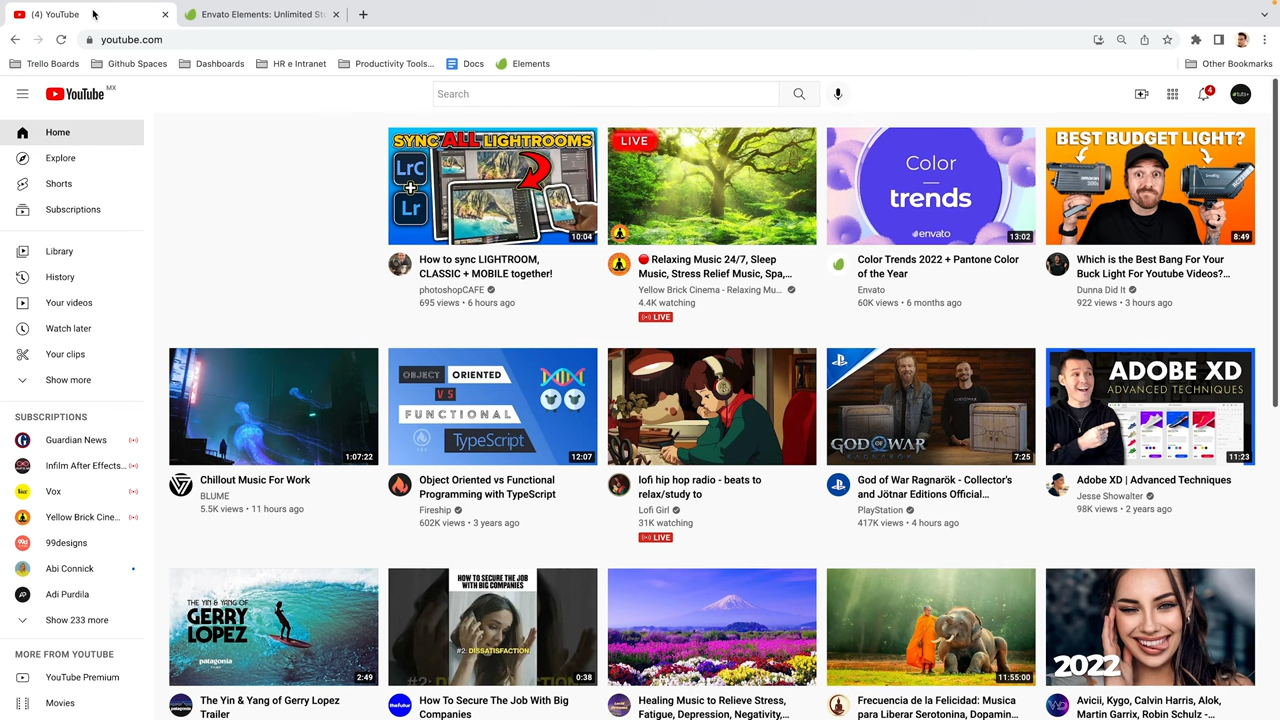 (4) YouTube
Envato Elements: Unlimited St
youtube.com
Trello Boards
Github Spaces
Dashboards
HR e Intranet
Productivity Tools...
Docs
Elements
Other Bookmarks
YouTube MX
Search
4
Home
Explore
Shorts
Subscriptions
Library
History
Your videos
Watch later
Your clips
Show more
SUBSCRIPTIONS
Guardian News
Infilm After Effects...
Vox
Yellow Brick Cine...
99designs
Abi Connick
Adi Purdila
Show 233 more
MORE FROM YOUTUBE
YouTube Premium
Movies
SYNC ALL LIGHTROOMS
LrC
+
Lr
10:04
How to sync LIGHTROOM,
CLASSIC + MOBILE together!
photoshopCAFE
695 views • 6 hours ago
LIVE
Relaxing Music 24/7, Sleep
Music, Stress Relief Music, Spa,...
Yellow Brick Cinema - Relaxing Mu...
4.4K watching
LIVE
Color
trends
envato
13:02
Color Trends 2022 + Pantone Color
of the Year
Envato
60K views • 6 months ago
BEST BUDGET LIGHT?
8:49
Which is the Best Bang For Your
Buck Light For Youtube Videos?...
Dunna Did It
922 views • 3 hours ago
1:07:22
Chillout Music For Work
BLUME
5.5K views • 11 hours ago
OBJECT ORIENTED
VS
FUNCTIONAL
TypeScript
12:07
Object Oriented vs Functional
Programming with TypeScript
Fireship
602K views • 3 years ago
lofi hip hop radio - beats to
relax/study to
Lofi Girl
31K watching
LIVE
GOD OF WAR
RAGNARÖK
7:25
God of War Ragnarök - Collector's
and Jötnar Editions Official...
PlayStation
417K views • 4 hours ago
ADOBE XD
ADVANCED TECHNIQUES
11:23
Adobe XD | Advanced Techniques
Jesse Showalter
98K views • 2 years ago
THE YIN & YANG OF
GERRY
LOPEZ
patagonia
2:49
The Yin & Yang of Gerry Lopez
Trailer
HOW TO SECURE THE JOB
WITH BIG COMPANIES
#2: DISSATISFACTION
0:38
How To Secure The Job With Big
Companies
Healing Music to Relieve Stress,
Fatigue, Depression, Negativity,...
11:55:00
Frecuencia de la Felicidad: Musica
para Liberar Serotonina, Dopamin...
2022
Avicii, Kygo, Calvin Harris, Alok,
Martin Garrix, Robin Schulz -...